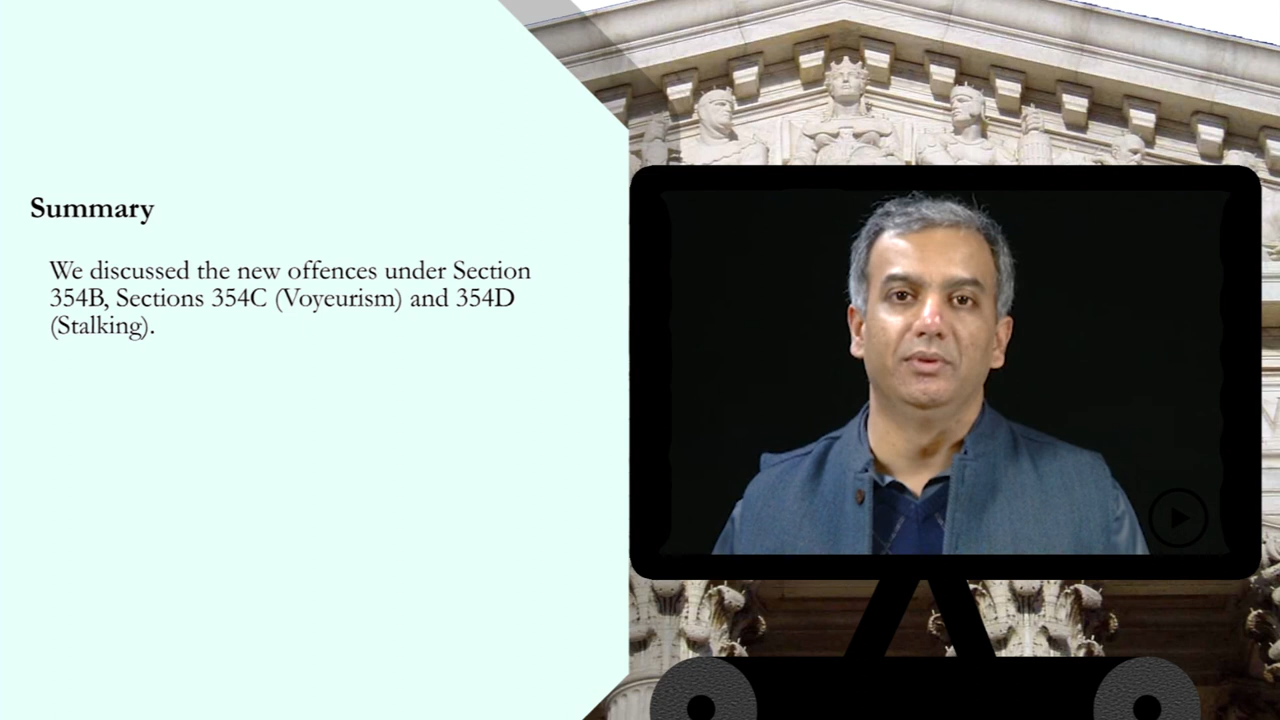 Summary
We discussed the new offences under Section
354B, Sections 354C (Voyeurism) and 354D
(Stalking).